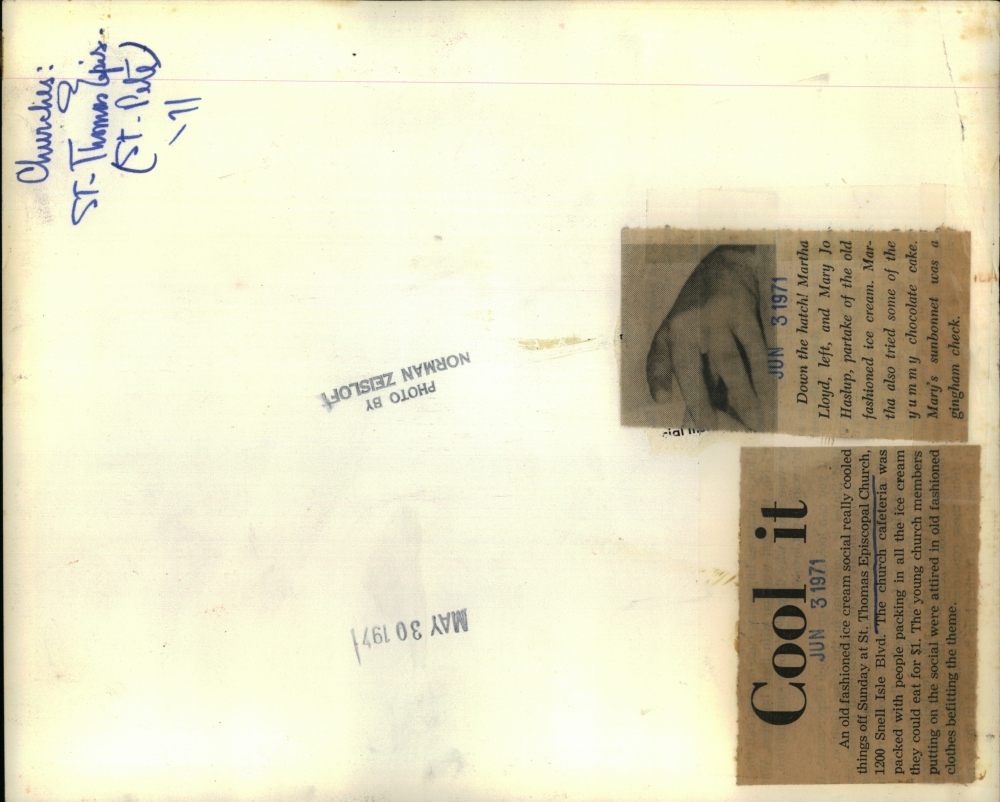 Churches:
ST. Thomas Epis.
(ST. Pete)
'71
PHOTO BY
NORMAN ZEISLOFT
MAY 30 1971
JUN 3 1971
Down the hatch! Martha
Lloyd, left, and Mary Jo
Haslup, partake of the old
fashioned ice cream. Mar-
tha also tried some of the
yummy chocolate cake.
Mary's sunbonnet was a
gingham check.
Cool it
JUN 3 1971
An old fashioned ice cream social really cooled
things off Sunday at St. Thomas Episcopal Church,
1200 Snell Isle Blvd. The church cafeteria was
packed with people packing in all the ice cream
they could eat for $1. The young church members
putting on the social were attired in old fashioned
clothes befitting the theme.